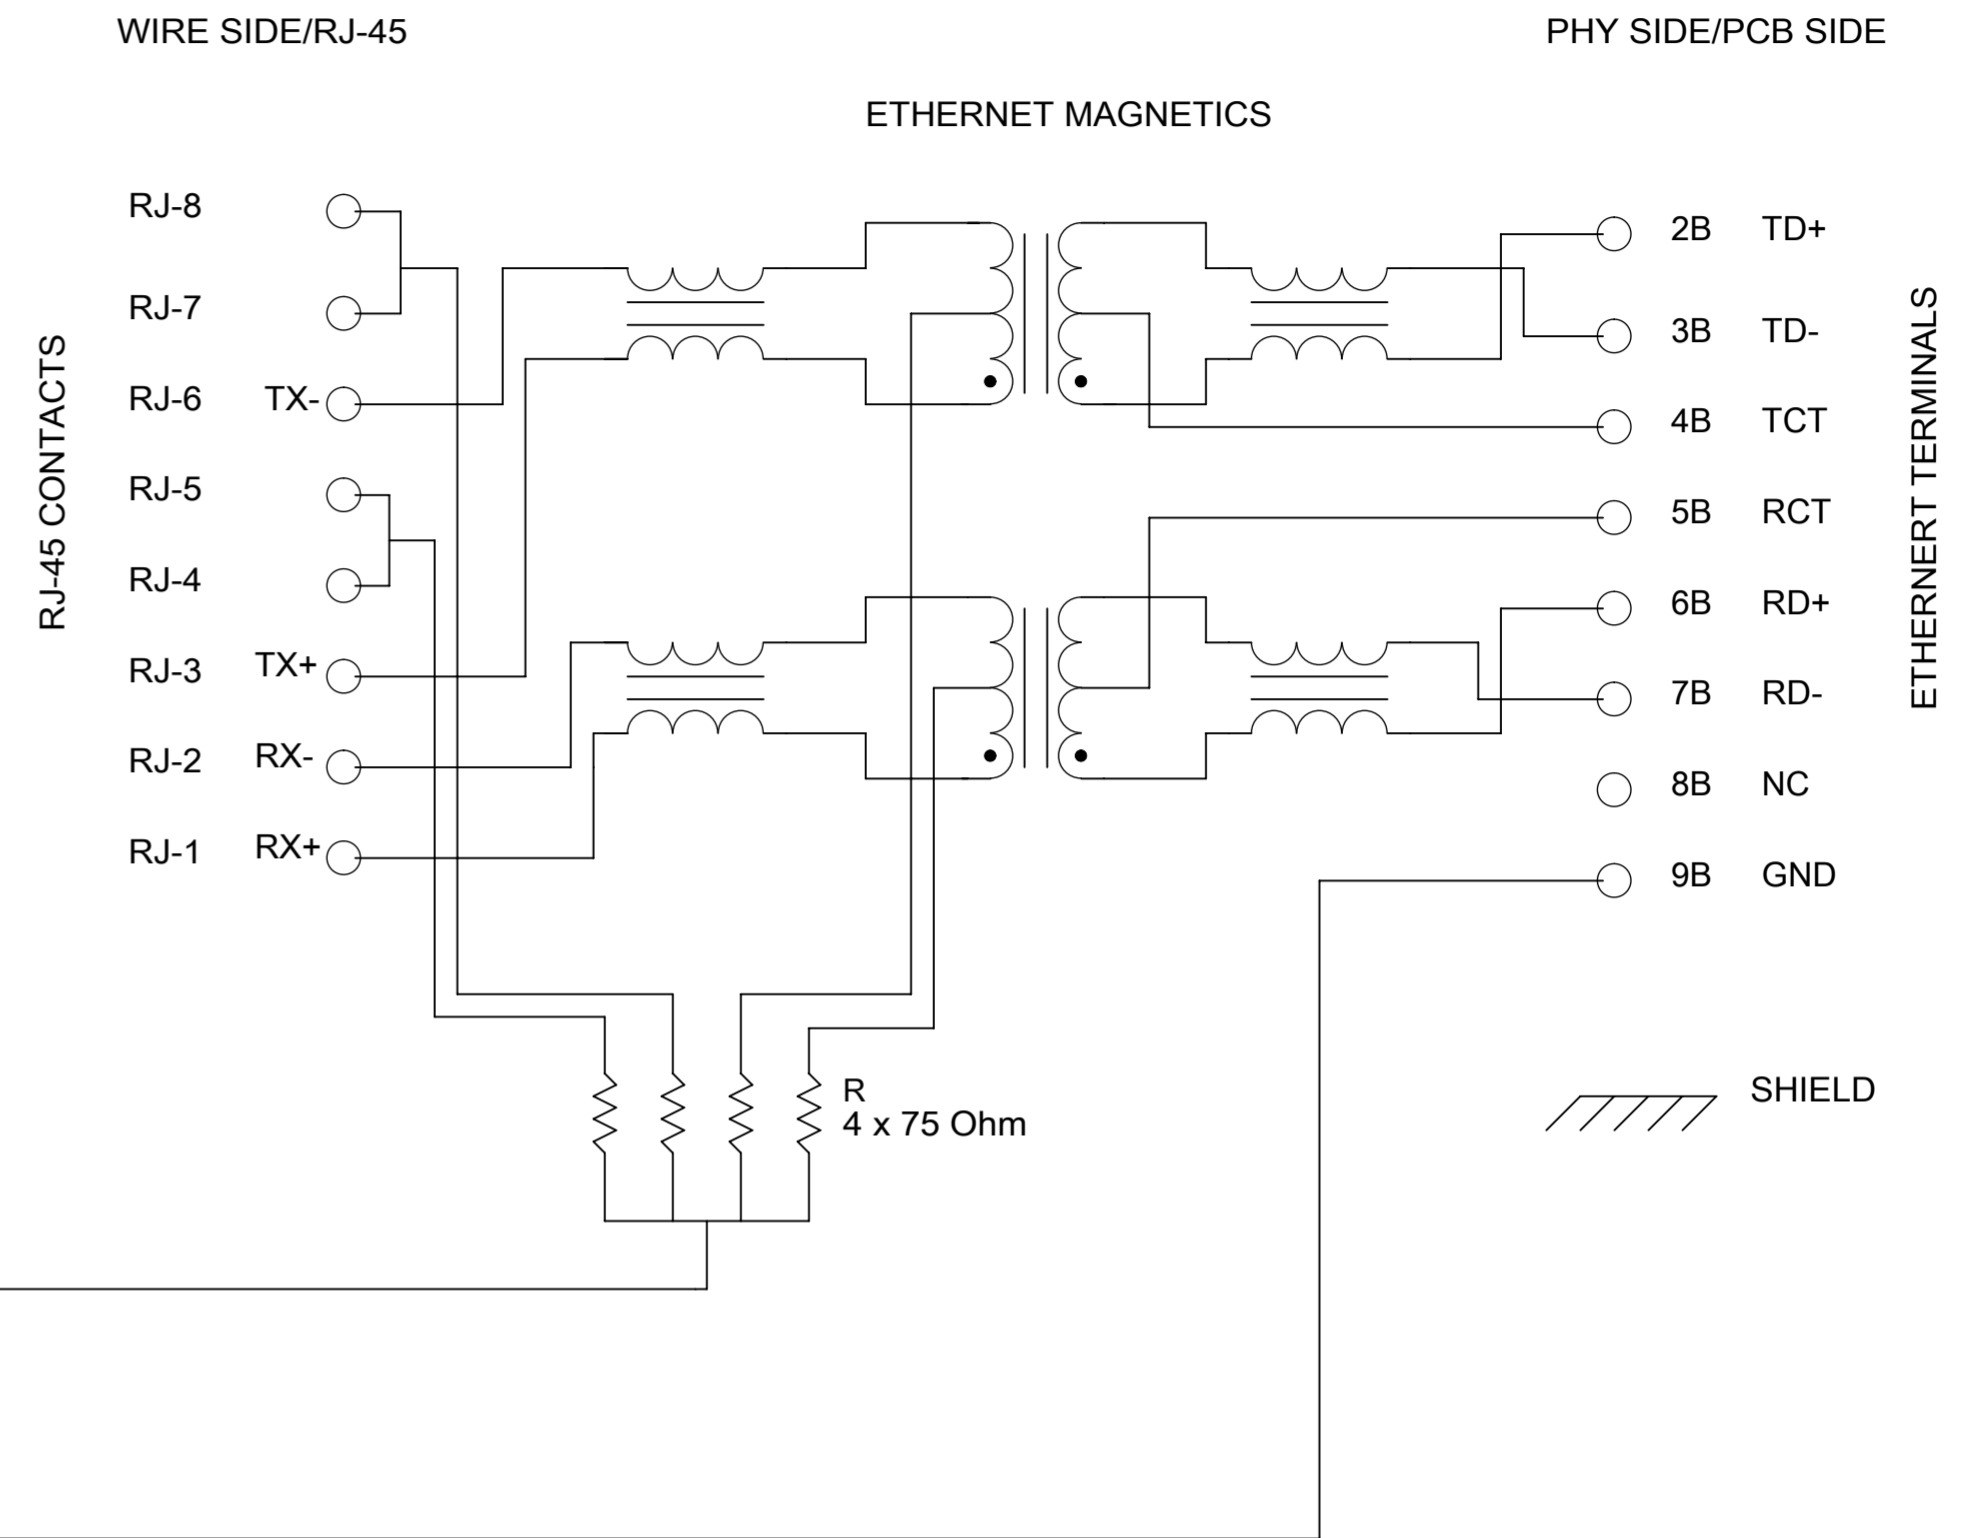 WIRE SIDE/RJ-45
PHY SIDE/PCB SIDE
ETHERNET MAGNETICS
RJ-45 CONTACTS
RJ-8
RJ-7
RJ-6 TX-
RJ-5
RJ-4
RJ-3 TX+
RJ-2 RX-
RJ-1 RX+
2B TD+
3B TD-
4B TCT
5B RCT
6B RD+
7B RD-
8B NC
9B GND
ETHERNERT TERMINALS
R
4 x 75 Ohm
SHIELD